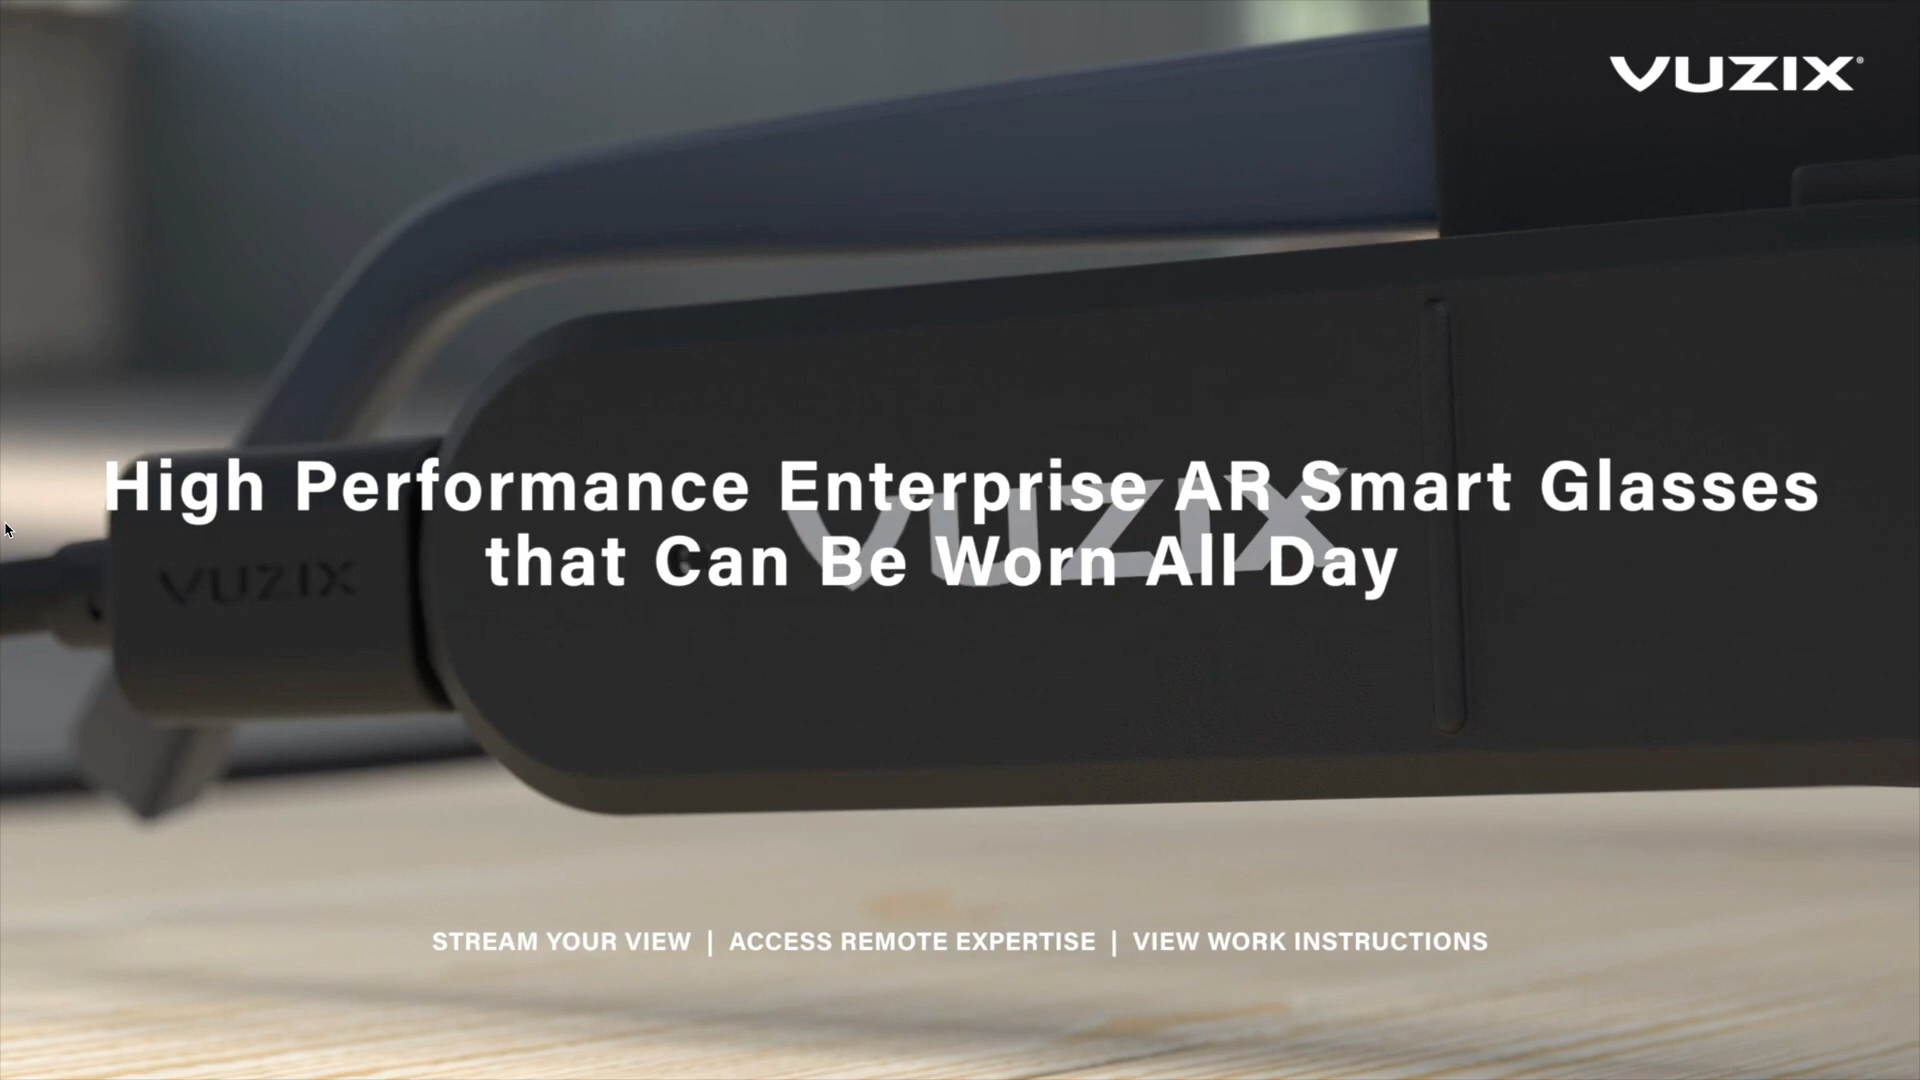 VUZIX®
High Performance Enterprise AR Smart Glasses
that Can Be Worn All Day
VUZIX
VUZIX
STREAM YOUR VIEW | ACCESS REMOTE EXPERTISE | VIEW WORK INSTRUCTIONS